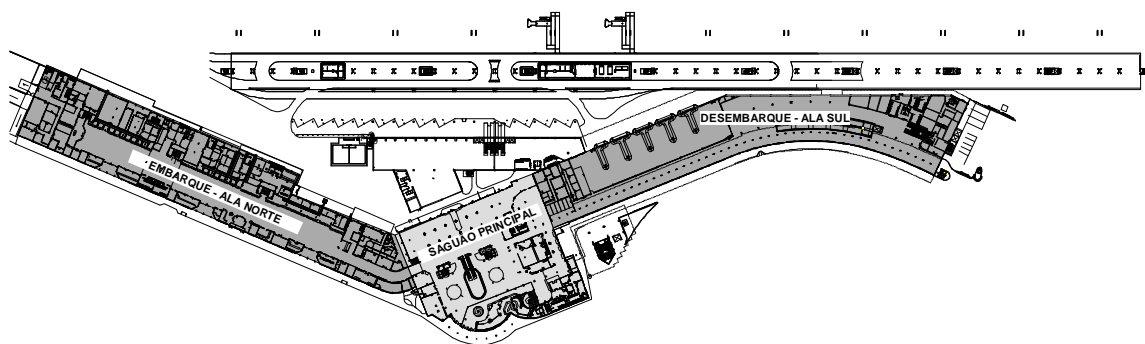 EMBARQUE - ALA NORTE
SAGUÃO PRINCIPAL
DESEMBARQUE - ALA SUL